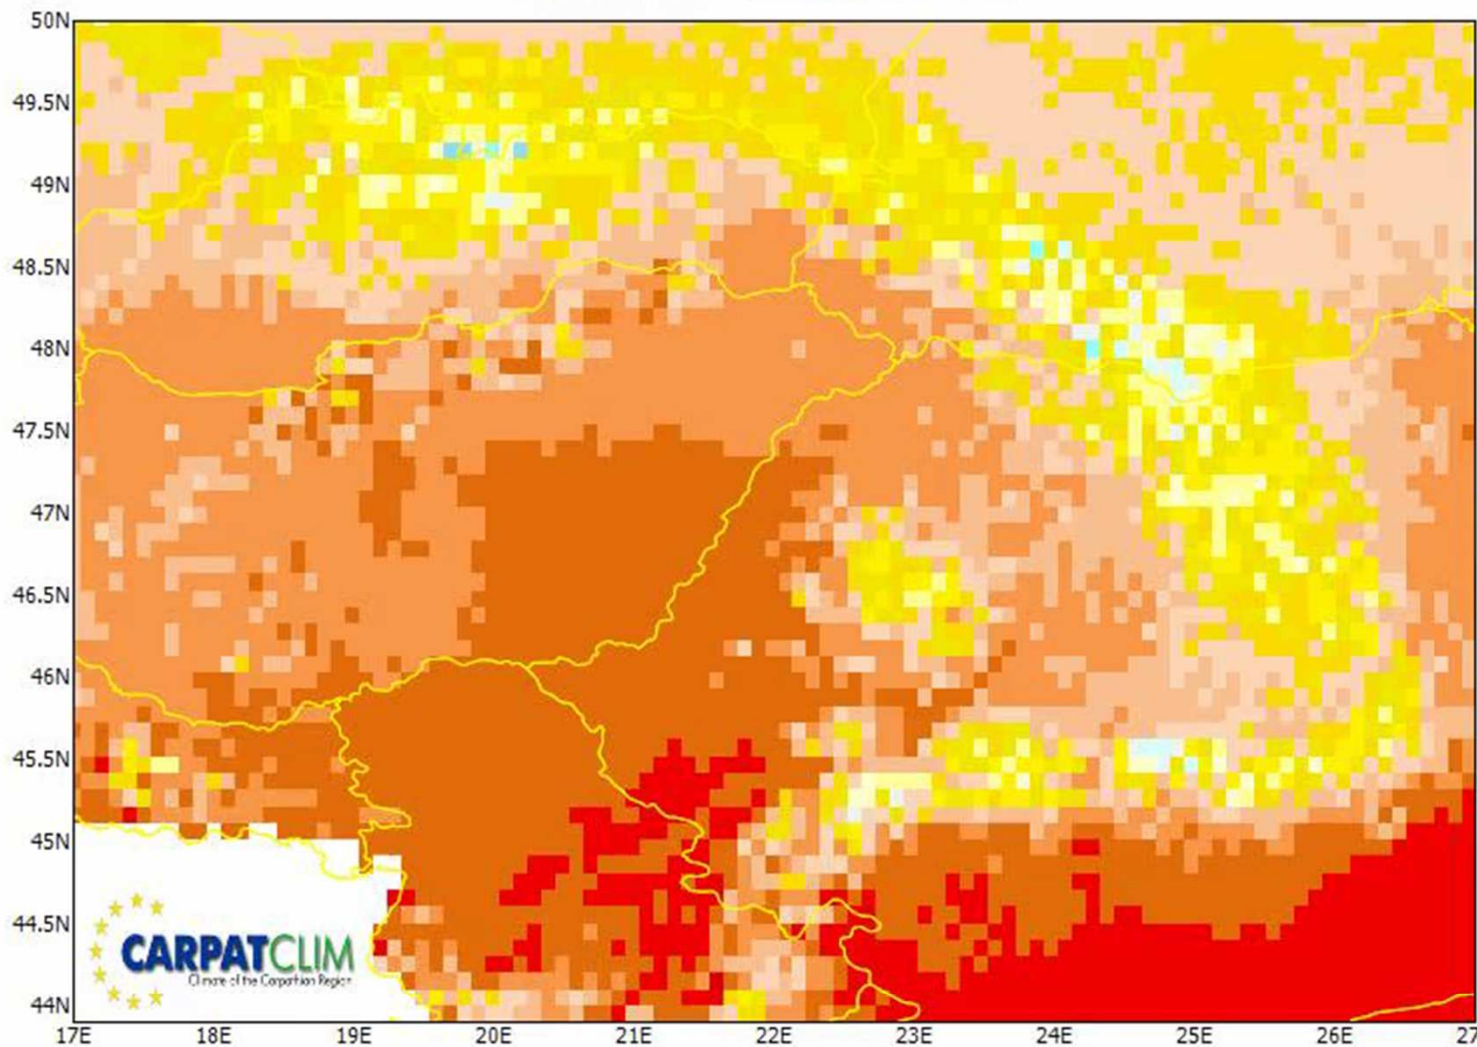 50N
49.5N
49N
48.5N
48N
47.5N
47N
46.5N
46N
45.5N
45N
44.5N
44N
CARPATCLIM
Climate of the Carpathian Region
17E 18E 19E 20E 21E 22E 23E 24E 25E 26E 27